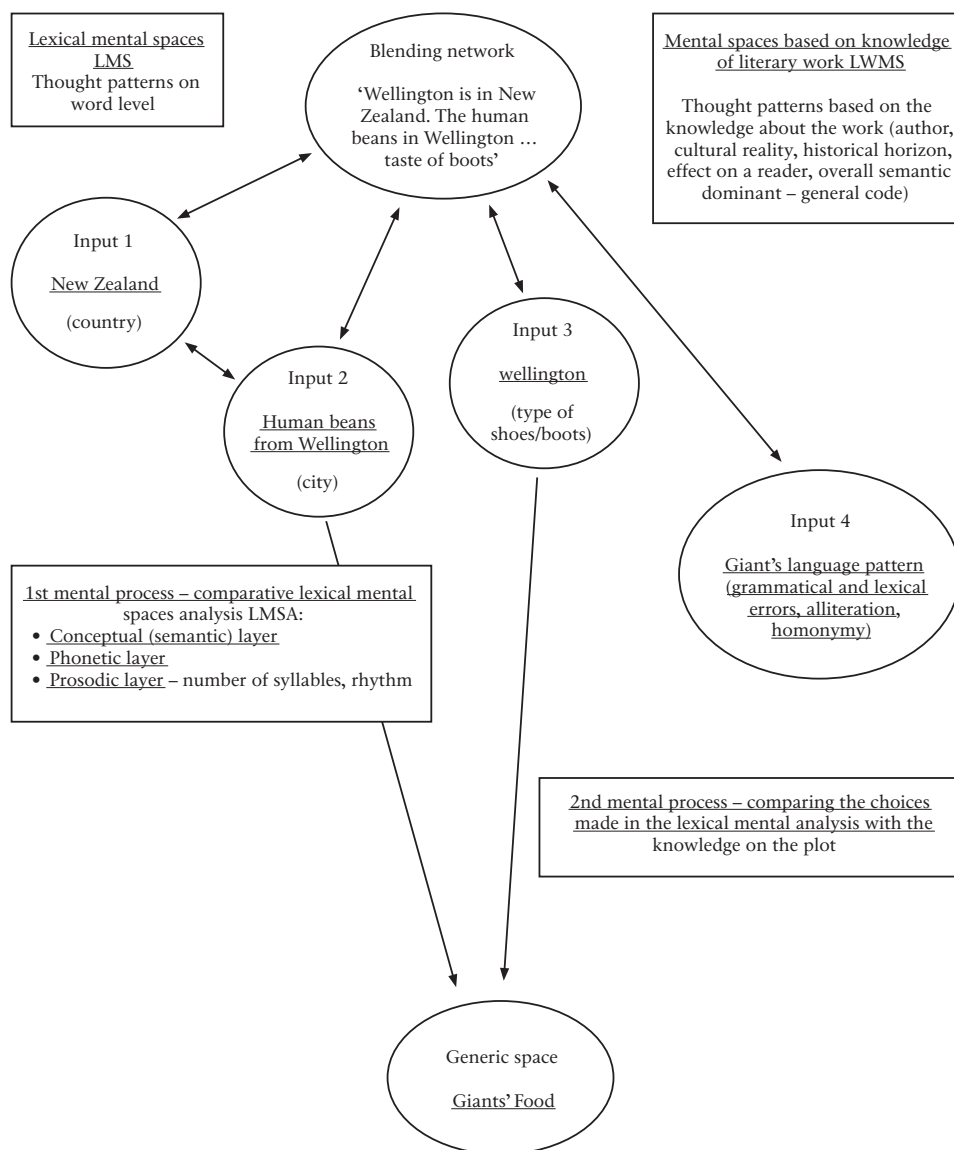 Lexical mental spaces
LMS
Thought patterns on
word level
Blending network
‘Wellington is in New
Zealand. The human
beans in Wellington …
taste of boots’
Mental spaces based on knowledge
of literary work LWMS
Thought patterns based on the
knowledge about the work (author,
cultural reality, historical horizon,
effect on a reader, overall semantic
dominant – general code)
Input 1
New Zealand
(country)
Input 2
Human beans
from Wellington
(city)
Input 3
wellington
(type of
shoes/boots)
Input 4
Giant’s language pattern
(grammatical and lexical
errors, alliteration,
homonymy)
1st mental process – comparative lexical mental
spaces analysis LMSA:
• Conceptual (semantic) layer
• Phonetic layer
• Prosodic layer – number of syllables, rhythm
2nd mental process – comparing the choices
made in the lexical mental analysis with the
knowledge on the plot
Generic space
Giants’ Food